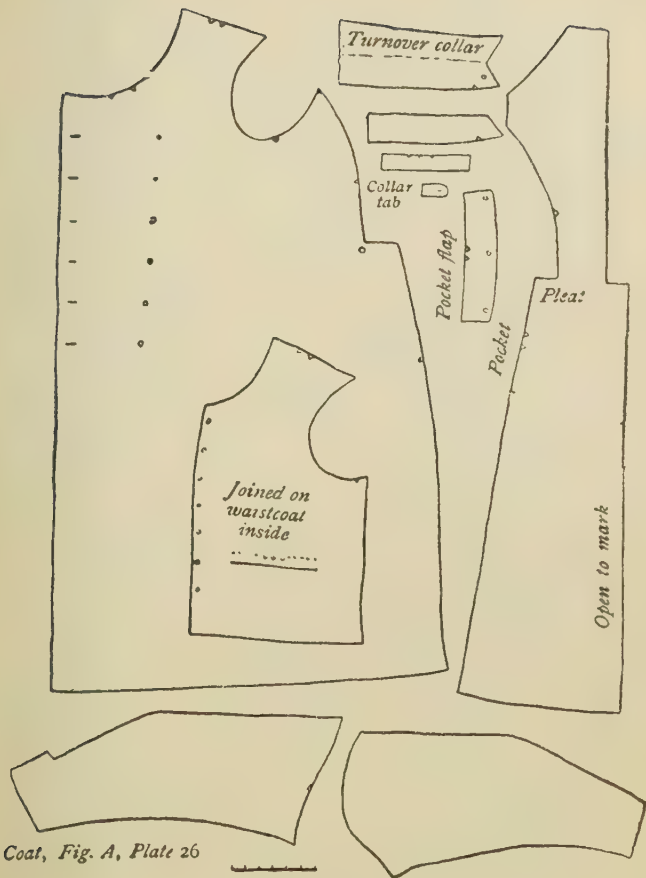 Turnover collar
Collar
tab
Pocket flap
Pleat
Pocket
Joined on
waistcoat
inside
Open to mark
Coat, Fig. A, Plate 26